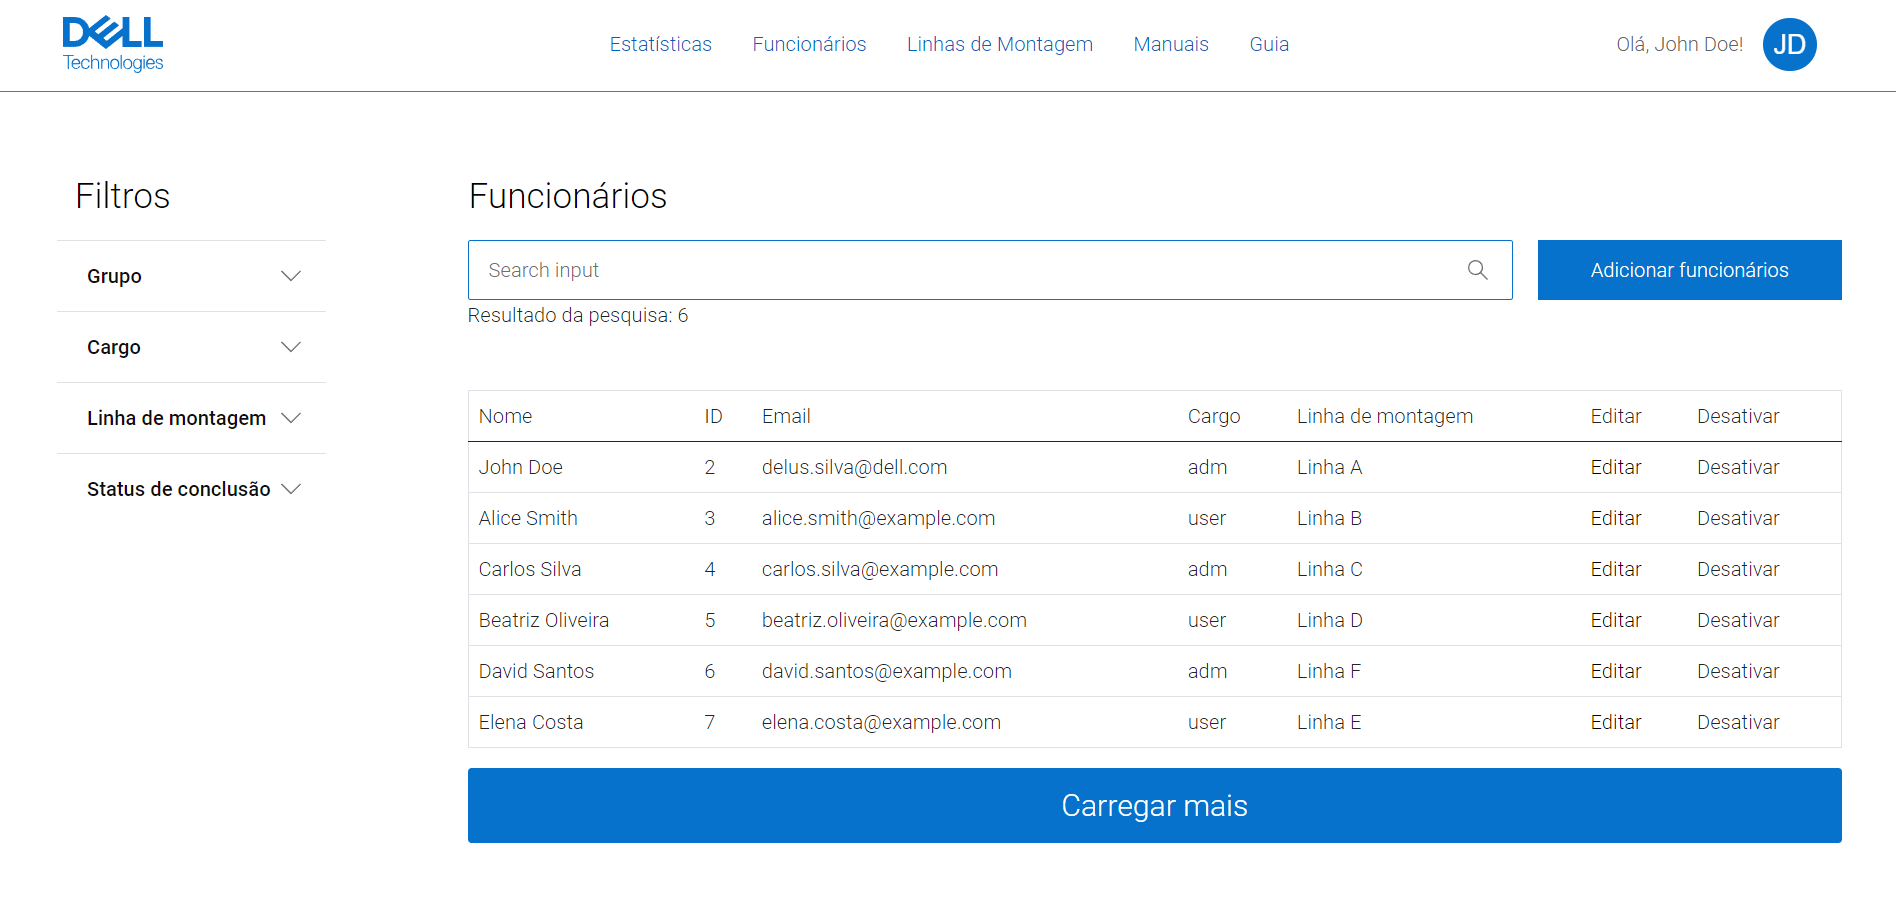 DELL
Technologies
Estatísticas Funcionários Linhas de Montagem Manuais Guia
Olá, John Doe! JD
Filtros
Grupo
Cargo
Linha de montagem
Status de conclusão
Funcionários
Search input
Adicionar funcionários
Resultado da pesquisa: 6
Nome ID Email Cargo Linha de montagem Editar Desativar
John Doe 2 delus.silva@dell.com adm Linha A Editar Desativar
Alice Smith 3 alice.smith@example.com user Linha B Editar Desativar
Carlos Silva 4 carlos.silva@example.com adm Linha C Editar Desativar
Beatriz Oliveira 5 beatriz.oliveira@example.com user Linha D Editar Desativar
David Santos 6 david.santos@example.com adm Linha F Editar Desativar
Elena Costa 7 elena.costa@example.com user Linha E Editar Desativar
Carregar mais